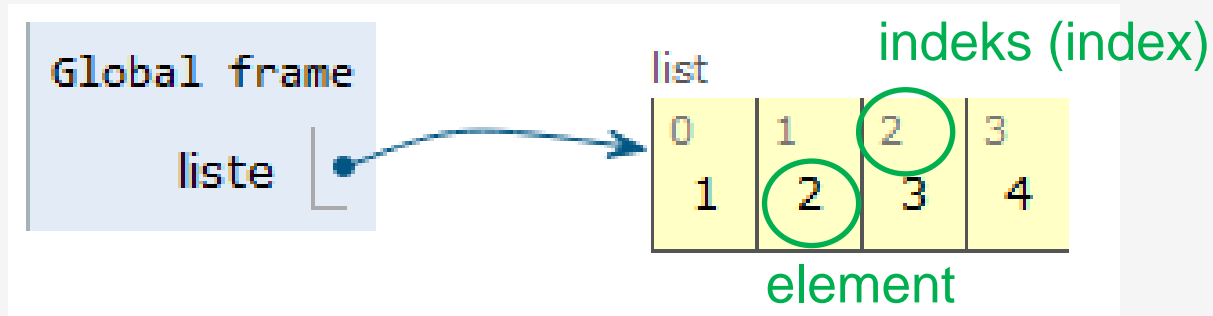 indeks (index)
Global frame
list
liste
0 1 2 3
1 2 3 4
element